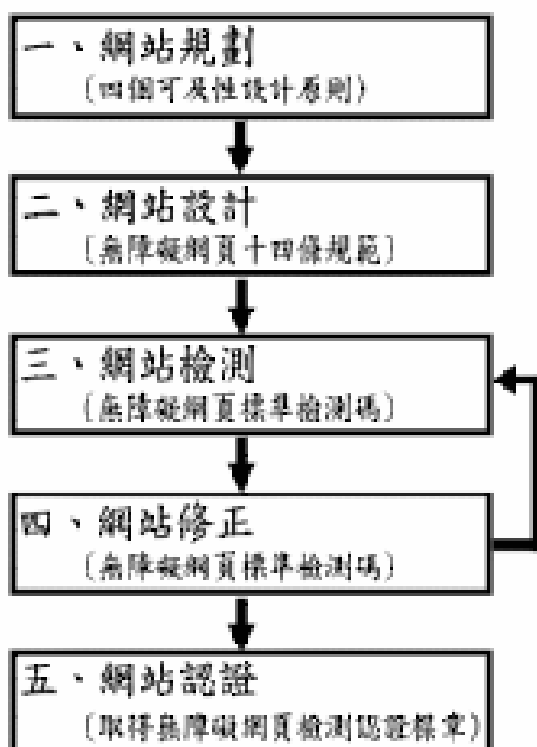 一、網站規劃
(四個可及性設計原則)
二、網站設計
(無障礙網頁十四條規範)
三、網站檢測
(無障礙網頁標準檢測碼)
四、網站修正
(無障礙網頁標準檢測碼)
五、網站認證
(取得無障礙網頁檢測認證標章)